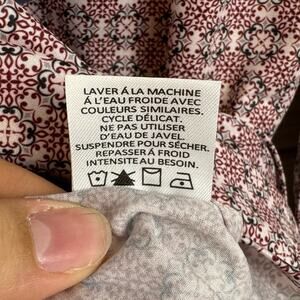 LAVER Á LA MACHINE
Á L'EAU FROIDE AVEC
COULEURS SIMILAIRES.
CYCLE DÉLICAT.
NE PAS UTILISER
D'EAU DE JAVEL.
SUSPENDRE POUR SÉCHER.
REPASSER Á FROID
INTENSEMENT AU BESOIN.